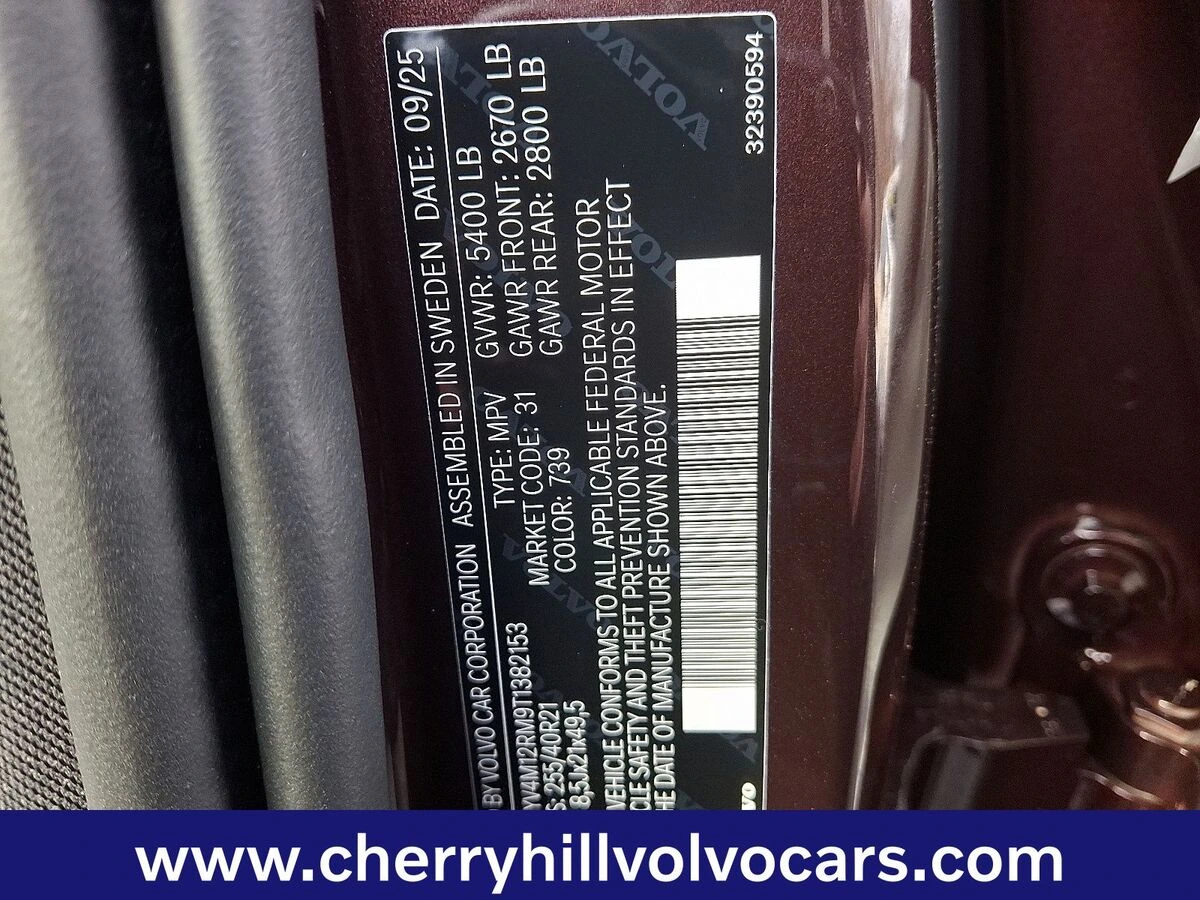 BY VOLVO CAR CORPORATION ASSEMBLED IN SWEDEN DATE: 09/25
YV4M12RM9T1382153 TYPE: MPV GVWR: 5400 LB
S: 255/40R21 MARKET CODE: 31 GAWR FRONT: 2670 LB
8,5Jx21x49,5 COLOR: 739 GAWR REAR: 2800 LB
VEHICLE CONFORMS TO ALL APPLICABLE FEDERAL MOTOR
CLE SAFETY AND THEFT PREVENTION STANDARDS IN EFFECT
HE DATE OF MANUFACTURE SHOWN ABOVE.
VOLVO
32390594
www.cherryhillvolvocars.com